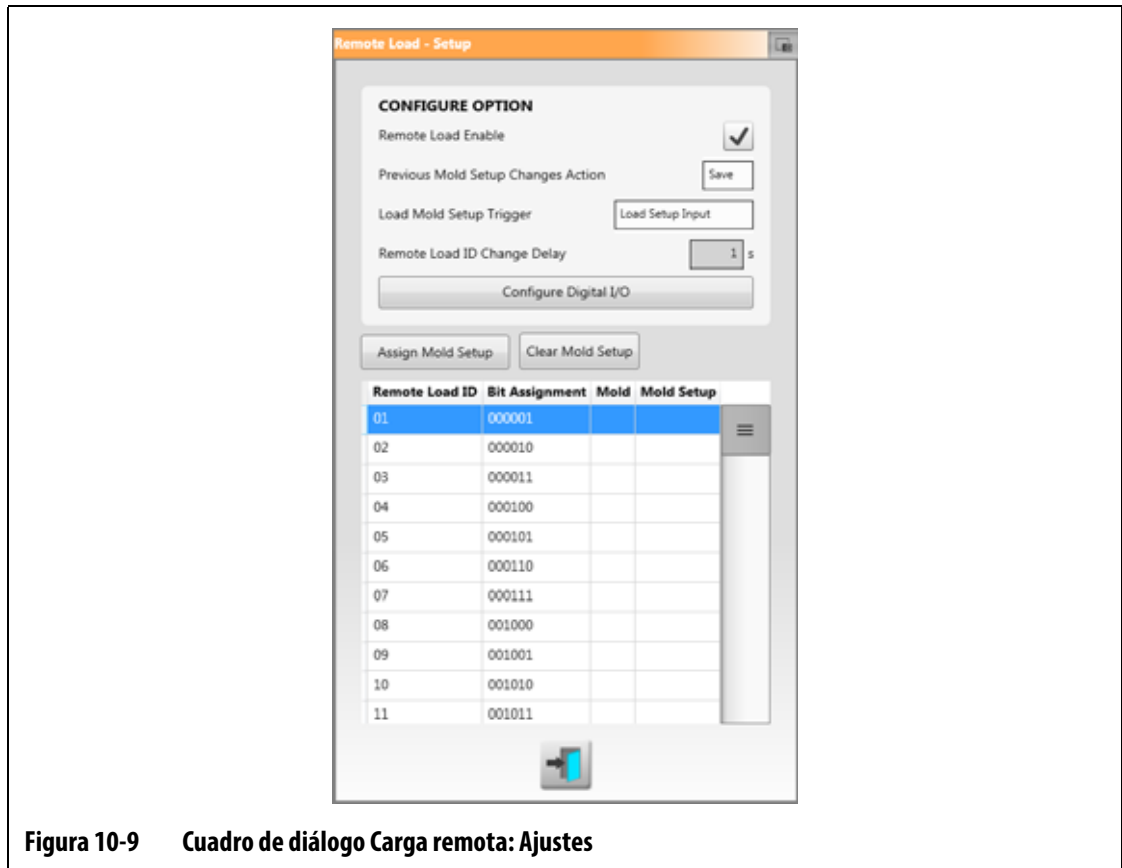 Remote Load - Setup
CONFIGURE OPTION
Remote Load Enable
Previous Mold Setup Changes Action Save
Load Mold Setup Trigger Load Setup Input
Remote Load ID Change Delay 1 s
Configure Digital I/O
Assign Mold Setup Clear Mold Setup
Remote Load ID Bit Assignment Mold Mold Setup
01 000001
02 000010
03 000011
04 000100
05 000101
06 000110
07 000111
08 001000
09 001001
10 001010
11 001011
Figura 10-9 Cuadro de diálogo Carga remota: Ajustes